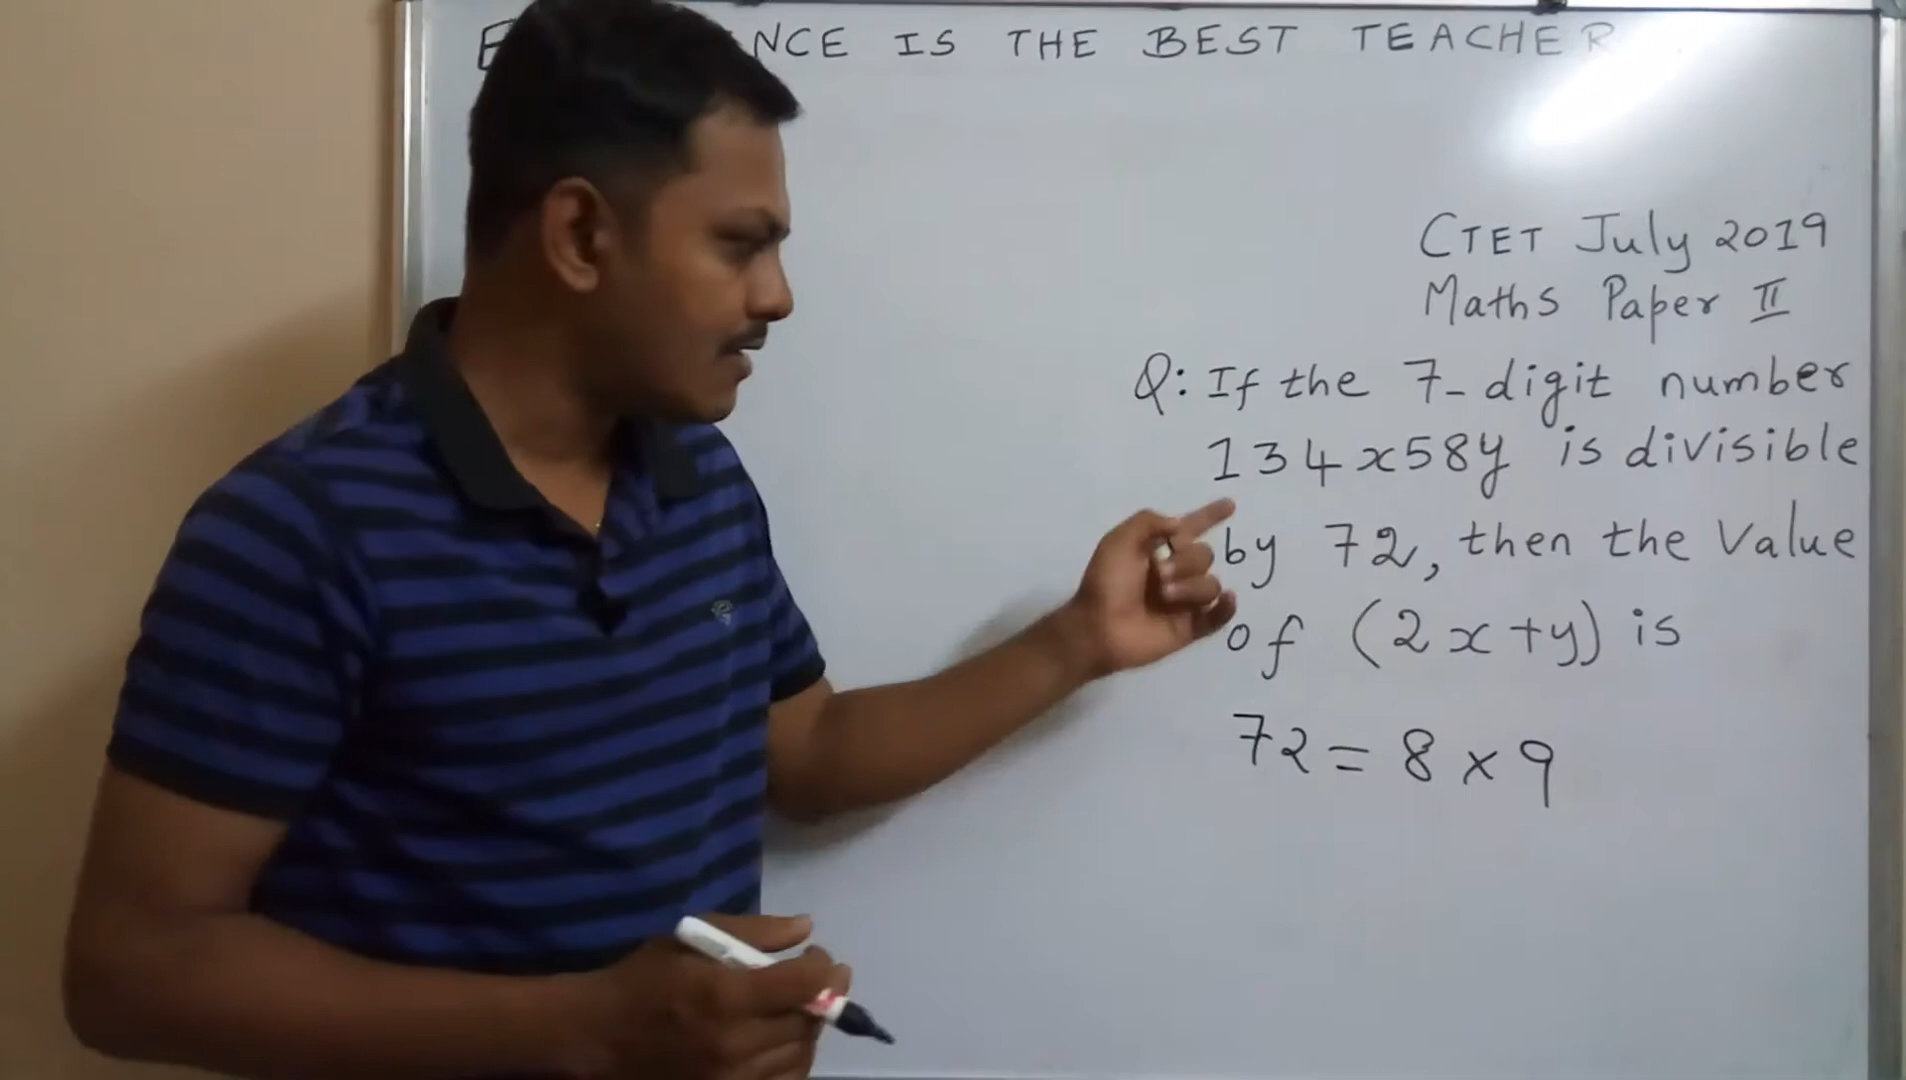 NCE IS THE BEST TEACHER
CTET July 2019
Maths Paper II
Q: If the 7-digit number
134x58y is divisible
by 72, then the Value
of (2x+y) is
72 = 8 × 9